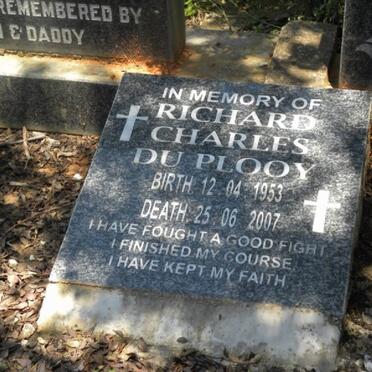 REMEMBERED BY
& DADDY
IN MEMORY OF
RICHARD
CHARLES
DU PLOOY
BIRTH. 12. 04. 1953
DEATH. 25. 06. 2007
I HAVE FOUGHT A GOOD FIGHT
I FINISHED MY COURSE
I HAVE KEPT MY FAITH